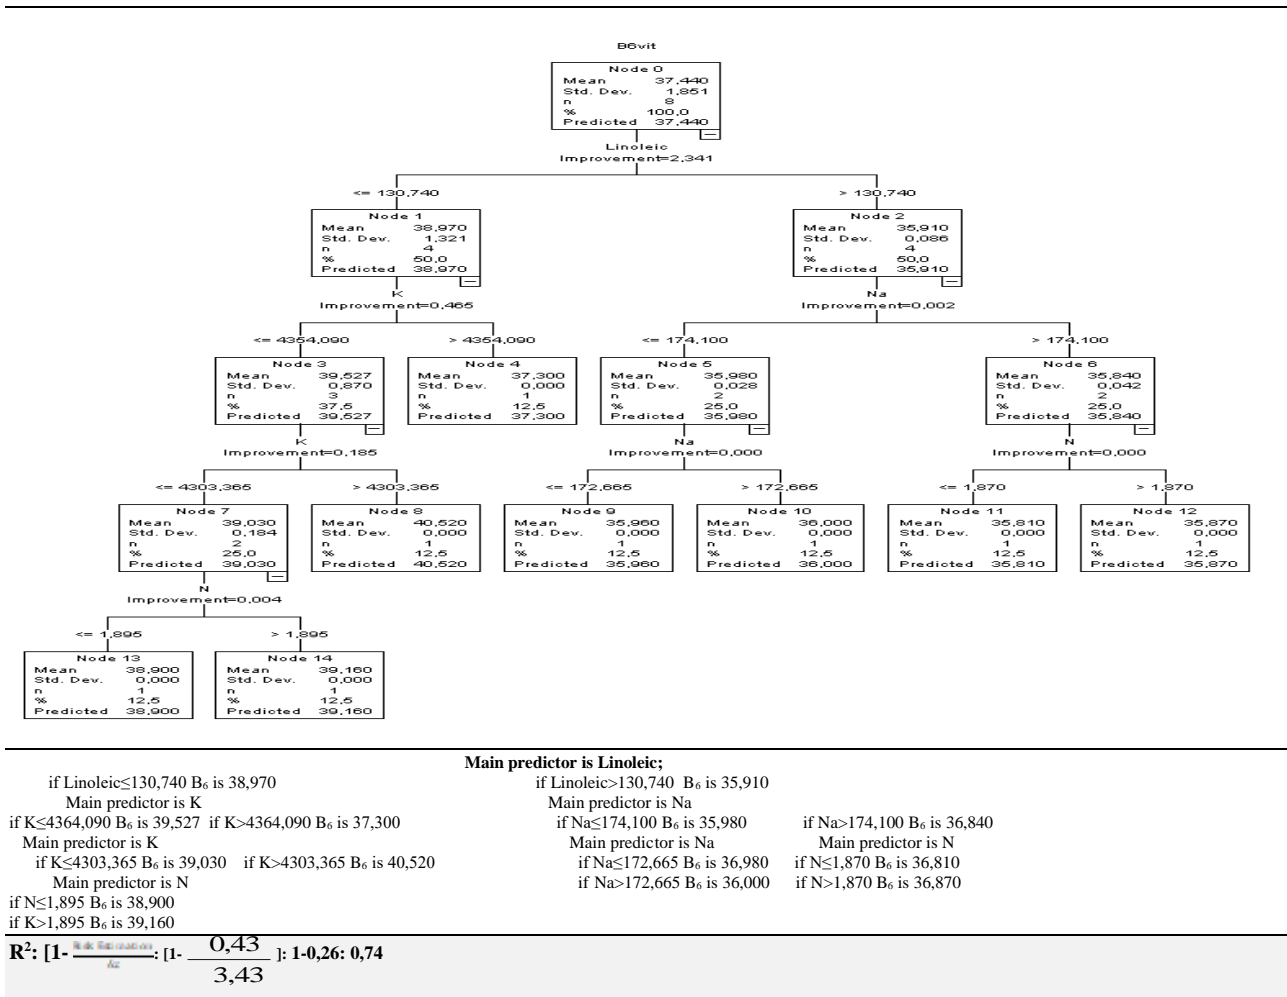 B6vit
Node 0
Mean 37,440
Std. Dev. 1,851
n 8
% 100,0
Predicted 37,440
Linoleic
Improvement=2,341
<= 130,740
> 130,740
Node 1
Mean 38,970
Std. Dev. 1,321
n 4
% 50,0
Predicted 38,970
Node 2
Mean 35,910
Std. Dev. 0,086
n 4
% 50,0
Predicted 35,910
K
Improvement=0,465
Na
Improvement=0,002
<= 4354,090
> 4354,090
<= 174,100
> 174,100
Node 3
Mean 39,527
Std. Dev. 0,870
n 3
% 37,5
Predicted 39,527
Node 4
Mean 37,300
Std. Dev. 0,000
n 1
% 12,5
Predicted 37,300
Node 5
Mean 35,980
Std. Dev. 0,028
n 2
% 25,0
Predicted 35,980
Node 6
Mean 35,840
Std. Dev. 0,042
n 2
% 25,0
Predicted 35,840
K
Improvement=0,185
Na
Improvement=0,000
N
Improvement=0,000
<= 4303,365
> 4303,365
<= 172,665
> 172,665
<= 1,870
> 1,870
Node 7
Mean 39,030
Std. Dev. 0,184
n 2
% 25,0
Predicted 39,030
Node 8
Mean 40,520
Std. Dev. 0,000
n 1
% 12,5
Predicted 40,520
Node 9
Mean 35,960
Std. Dev. 0,000
n 1
% 12,5
Predicted 35,960
Node 10
Mean 36,000
Std. Dev. 0,000
n 1
% 12,5
Predicted 36,000
Node 11
Mean 35,810
Std. Dev. 0,000
n 1
% 12,5
Predicted 35,810
Node 12
Mean 35,870
Std. Dev. 0,000
n 1
% 12,5
Predicted 35,870
N
Improvement=0,004
<= 1,895
> 1,895
Node 13
Mean 38,900
Std. Dev. 0,000
n 1
% 12,5
Predicted 38,900
Node 14
Mean 39,160
Std. Dev. 0,000
n 1
% 12,5
Predicted 39,160
Main predictor is Linoleic;
if Linoleic≤130,740 B₆ is 38,970 if Linoleic>130,740 B₆ is 35,910
Main predictor is K Main predictor is Na
if K≤4364,090 B₆ is 39,527 if K>4364,090 B₆ is 37,300 if Na≤174,100 B₆ is 35,980 if Na>174,100 B₆ is 36,840
Main predictor is K Main predictor is Na Main predictor is N
if K≤4303,365 B₆ is 39,030 if K>4303,365 B₆ is 40,520 if Na≤172,665 B₆ is 36,980 if N≤1,870 B₆ is 36,810
Main predictor is N if Na>172,665 B₆ is 36,000 if N>1,870 B₆ is 36,870
if N≤1,895 B₆ is 38,900
if K>1,895 B₆ is 39,160
R²: [1- : [1- 0,43 / 3,43 ]: 1-0,26: 0,74